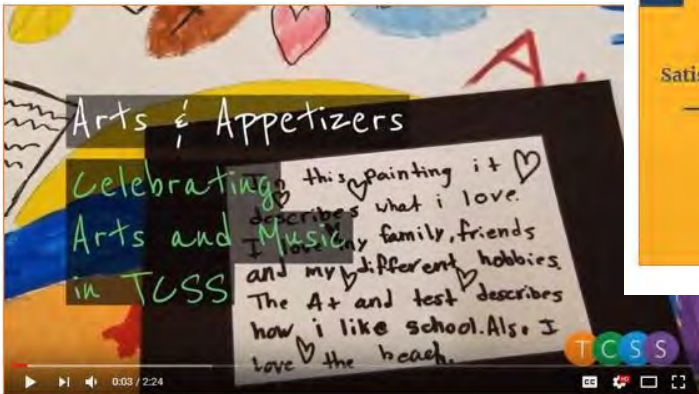 Arts & Appetizers
Celebrating
Arts and Music
in TCSS
this painting it
describes what i love.
I love my family, friends
and my different hobbies.
The A+ and test describes
how i like school. Also I
love the beach.
A+
TCSS
0:03 / 2:24
CC
HD
Satis